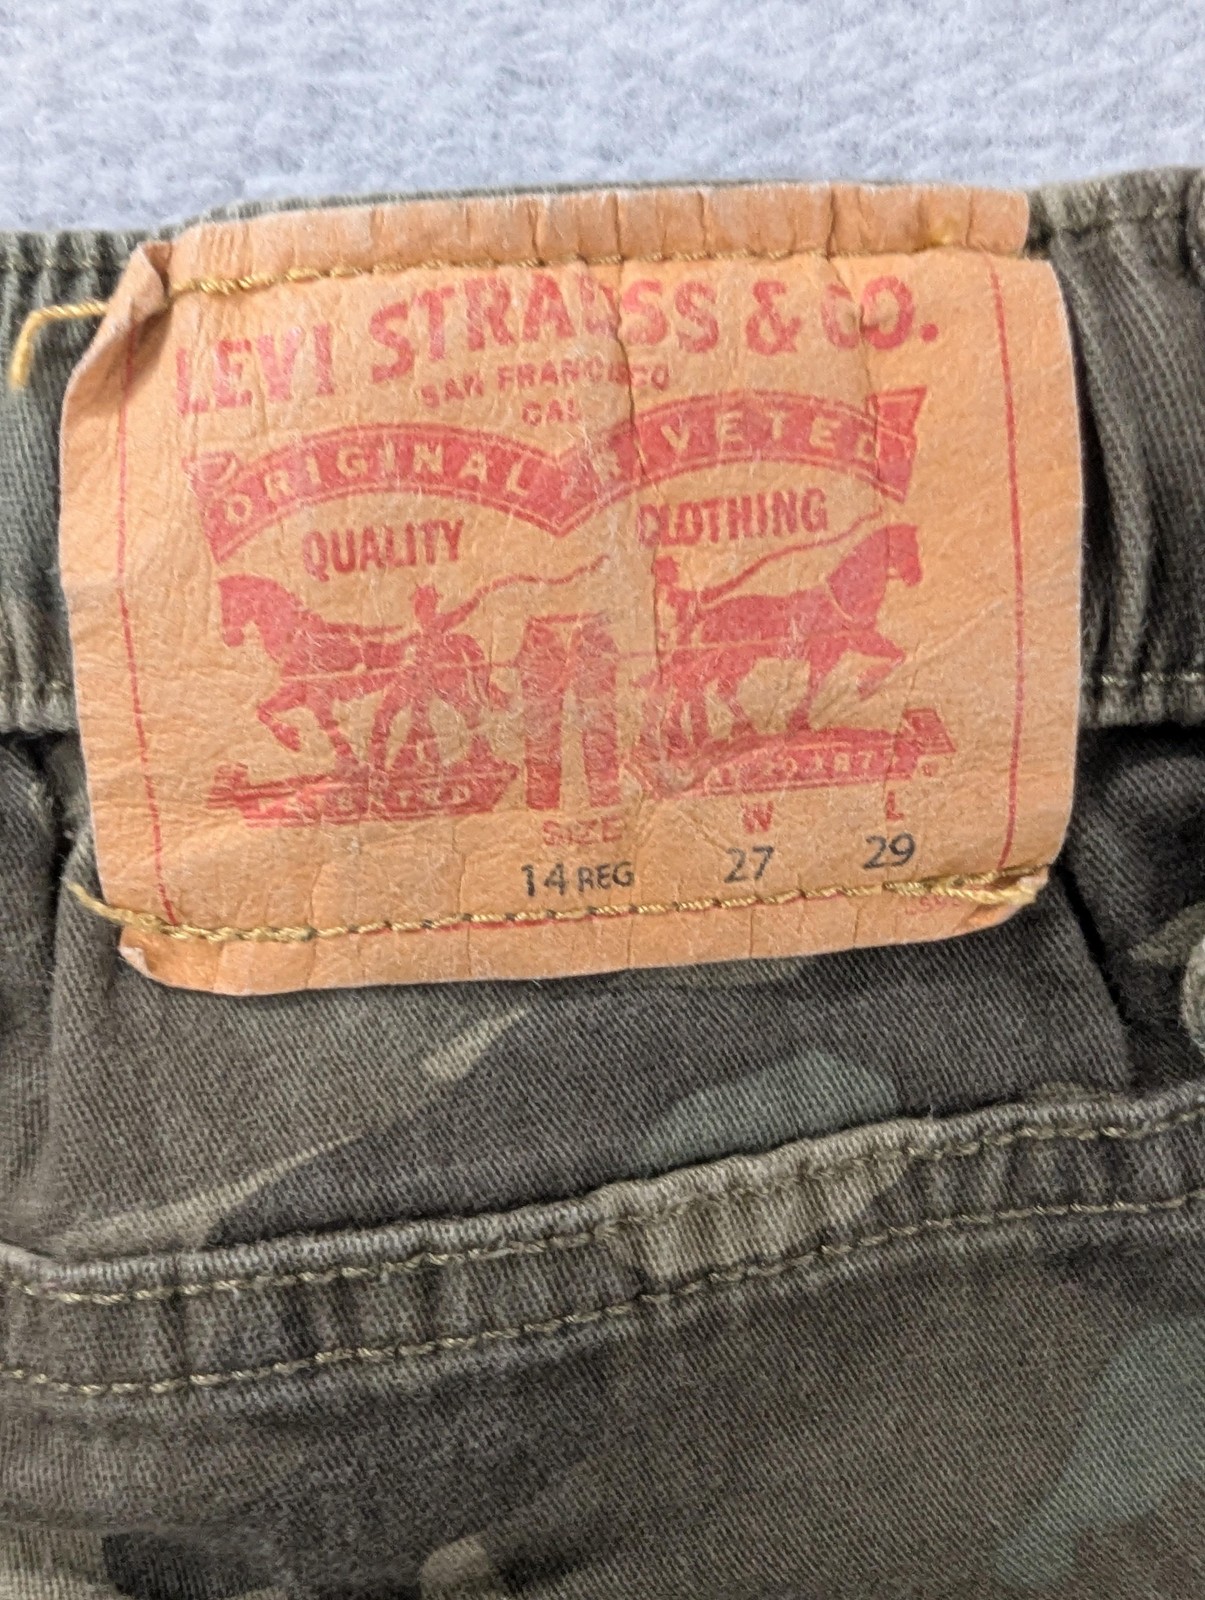 LEVI STRAUSS & CO.
SAN FRANCISCO
CAL
ORIGINAL RIVETED
QUALITY CLOTHING
SIZE W L
14 REG 27 29